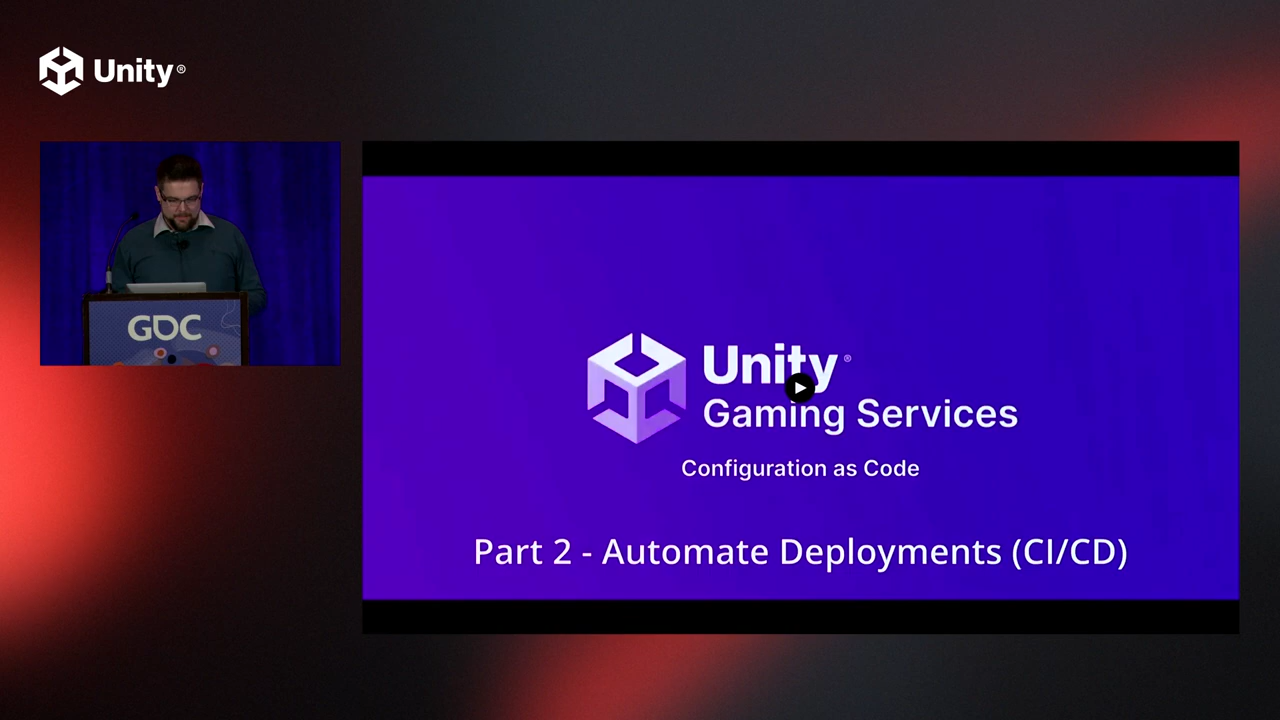 Unity®
GDC
Unity®
Gaming Services
Configuration as Code
Part 2 - Automate Deployments (CI/CD)